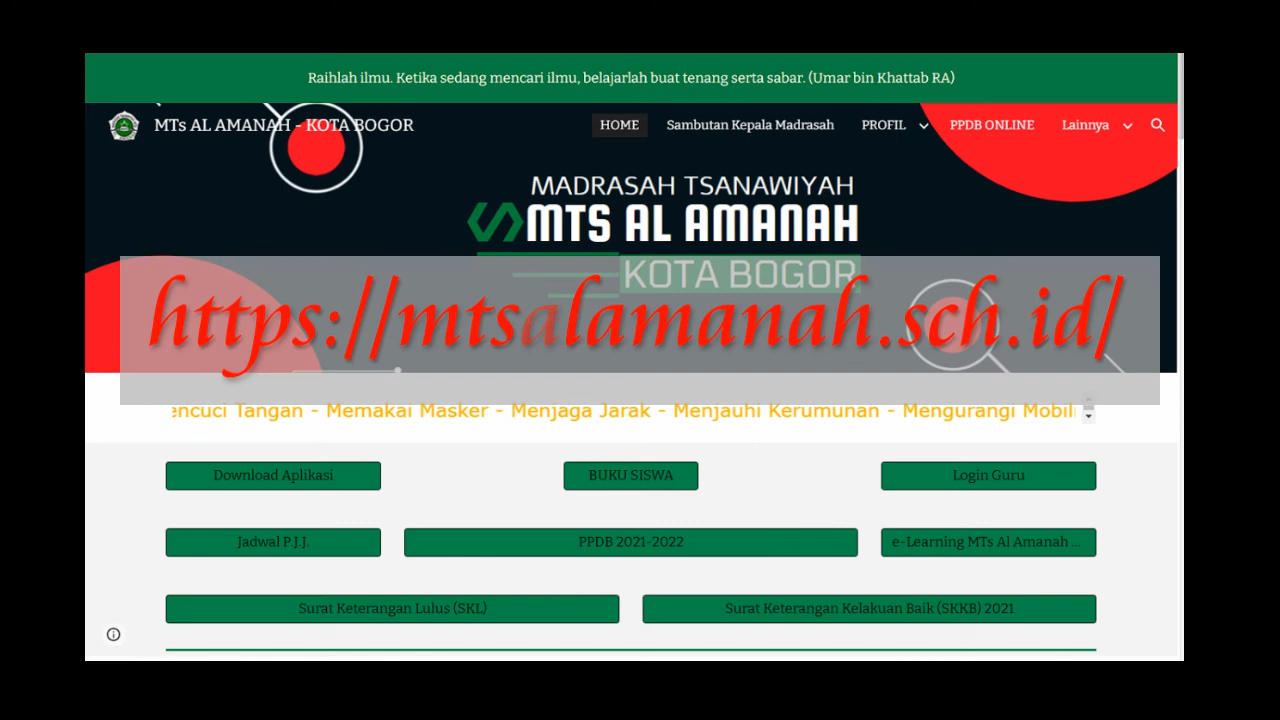 Raihlah ilmu. Ketika sedang mencari ilmu, belajarlah buat tenang serta sabar. (Umar bin Khattab RA)
MTs AL AMANAH - KOTA BOGOR
HOME
Sambutan Kepala Madrasah
PROFIL
PPDB ONLINE
Lainnya
MADRASAH TSANAWIYAH
MTS AL AMANAH
KOTA BOGOR
https://mtsalamanah.sch.id/
Tangan - Memakai Masker - Menjaga Jarak - Menjauhi Kerumunan - Mengurangi
Download Aplikasi
BUKU SISWA
Login Guru
Jadwal P.J.J.
PPDB 2021-2022
e-Learning MTs Al Amanah ...
Surat Keterangan Lulus (SKL)
Surat Keterangan Kelakuan Baik (SKKB) 2021